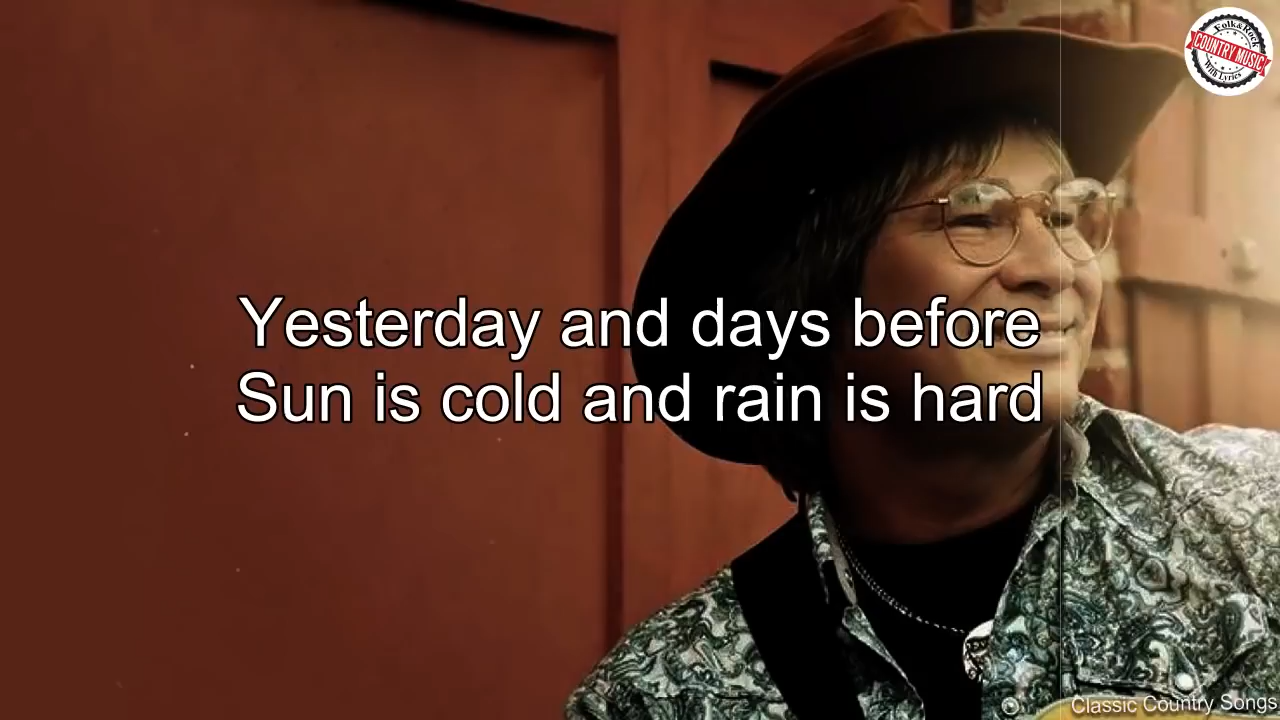 Folk&Rock
COUNTRY MUSIC
With Lyrics
Yesterday and days before
Sun is cold and rain is hard
Classic Country Songs